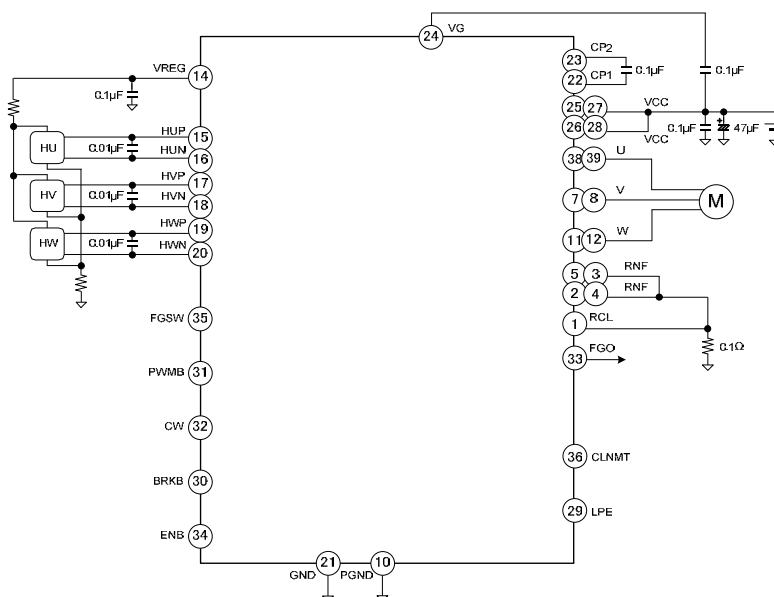 24 VG
VREG 14
0.1µF
23 CP2
22 CP1
0.1µF
0.1µF
25 27 VCC
26 28 VCC
0.1µF
+ 47µF
HU
HUP 15
HUN 16
0.01µF
38 39 U
HV
HVP 17
HVN 18
0.01µF
7 8 V
M
HW
HWP 19
HWN 20
0.01µF
11 12 W
5 3 RNF
2 4 RNF
1 RCL
0.1Ω
FGSW 35
33 FGO
PWMB 31
CW 32
36 CLNMT
BRKB 30
29 LPE
ENB 34
GND 21
PGND 10